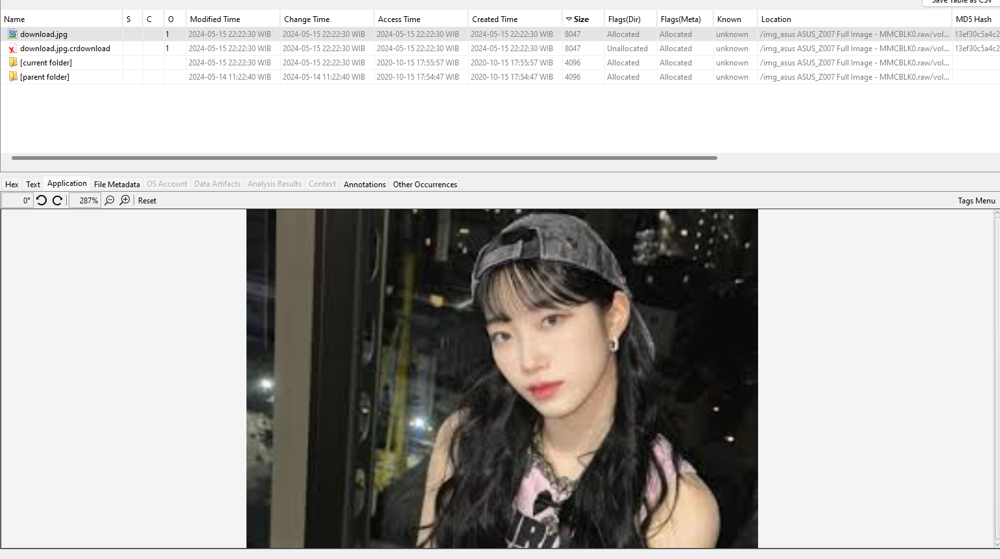 Save Table as CSV
Name S C O Modified Time Change Time Access Time Created Time Size Flags(Dir) Flags(Meta) Known Location MD5 Hash
download.jpg 1 2024-05-15 22:22:30 WIB 2024-05-15 22:22:30 WIB 2024-05-15 22:22:30 WIB 2024-05-15 22:22:30 WIB 8047 Allocated Allocated unknown /img_asus ASUS_Z007 Full Image - MMCBLK0.raw/vol... 13ef30c5a4c2
download.jpg.crdownload 1 2024-05-15 22:22:30 WIB 2024-05-15 22:22:30 WIB 2024-05-15 22:22:30 WIB 2024-05-15 22:22:30 WIB 8047 Unallocated Allocated unknown /img_asus ASUS_Z007 Full Image - MMCBLK0.raw/vol... 13ef30c5a4c2
[current folder] 2024-05-15 22:22:30 WIB 2024-05-15 22:22:30 WIB 2020-10-15 17:55:57 WIB 2020-10-15 17:55:57 WIB 4096 Allocated Allocated unknown /img_asus ASUS_Z007 Full Image - MMCBLK0.raw/vol...
[parent folder] 2024-05-14 11:22:40 WIB 2024-05-14 11:22:40 WIB 2020-10-15 17:54:47 WIB 2020-10-15 17:54:47 WIB 4096 Allocated Allocated unknown /img_asus ASUS_Z007 Full Image - MMCBLK0.raw/vol...
Hex Text Application File Metadata OS Account Data Artifacts Analysis Results Context Annotations Other Occurrences
0° 287% Reset Tags Menu